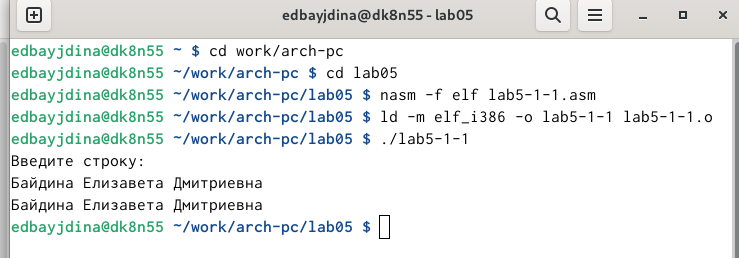 edbayjdina@dk8n55 - lab05
edbayjdina@dk8n55 ~ $ cd work/arch-pc
edbayjdina@dk8n55 ~/work/arch-pc $ cd lab05
edbayjdina@dk8n55 ~/work/arch-pc/lab05 $ nasm -f elf lab5-1-1.asm
edbayjdina@dk8n55 ~/work/arch-pc/lab05 $ ld -m elf_i386 -o lab5-1-1 lab5-1-1.o
edbayjdina@dk8n55 ~/work/arch-pc/lab05 $ ./lab5-1-1
Введите строку:
Байдина Елизавета Дмитриевна
Байдина Елизавета Дмитриевна
edbayjdina@dk8n55 ~/work/arch-pc/lab05 $